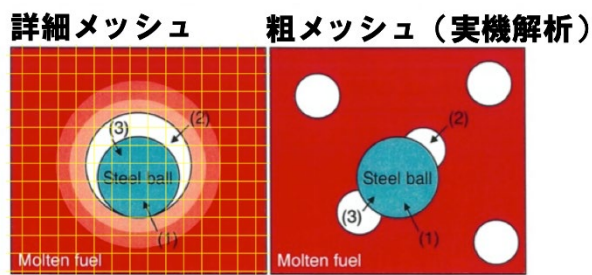 詳細メッシュ
粗メッシュ（実機解析）
(2)
(3)
Steel ball
(1)
Molten fuel
(2)
Steel ball
(3)
(1)
Molten fuel